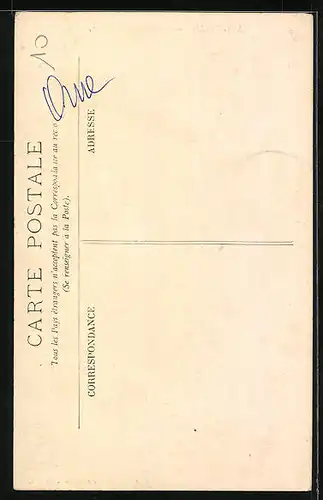 10
Orne
CARTE POSTALE
Tous les Pays étrangers n'acceptent pas la Correspondance au recto
(Se renseigner à la Poste).
CORRESPONDANCE
ADRESSE